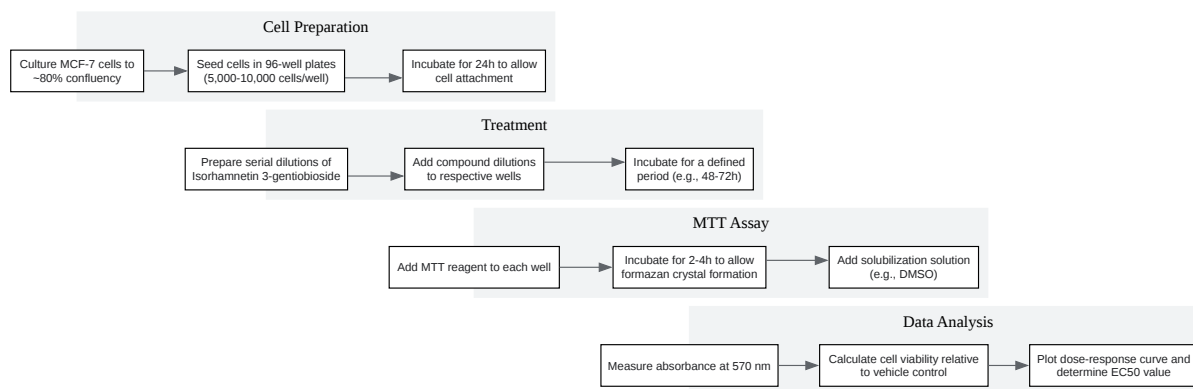 Cell Preparation
Culture MCF-7 cells to
~80% confluency
Seed cells in 96-well plates
(5,000-10,000 cells/well)
Incubate for 24h to allow
cell attachment
Treatment
Prepare serial dilutions of
Isorhamnetin 3-gentiobioside
Add compound dilutions
to respective wells
Incubate for a defined
period (e.g., 48-72h)
MTT Assay
Add MTT reagent to each well
Incubate for 2-4h to allow
formazan crystal formation
Add solubilization solution
(e.g., DMSO)
Data Analysis
Measure absorbance at 570 nm
Calculate cell viability relative
to vehicle control
Plot dose-response curve and
determine EC50 value